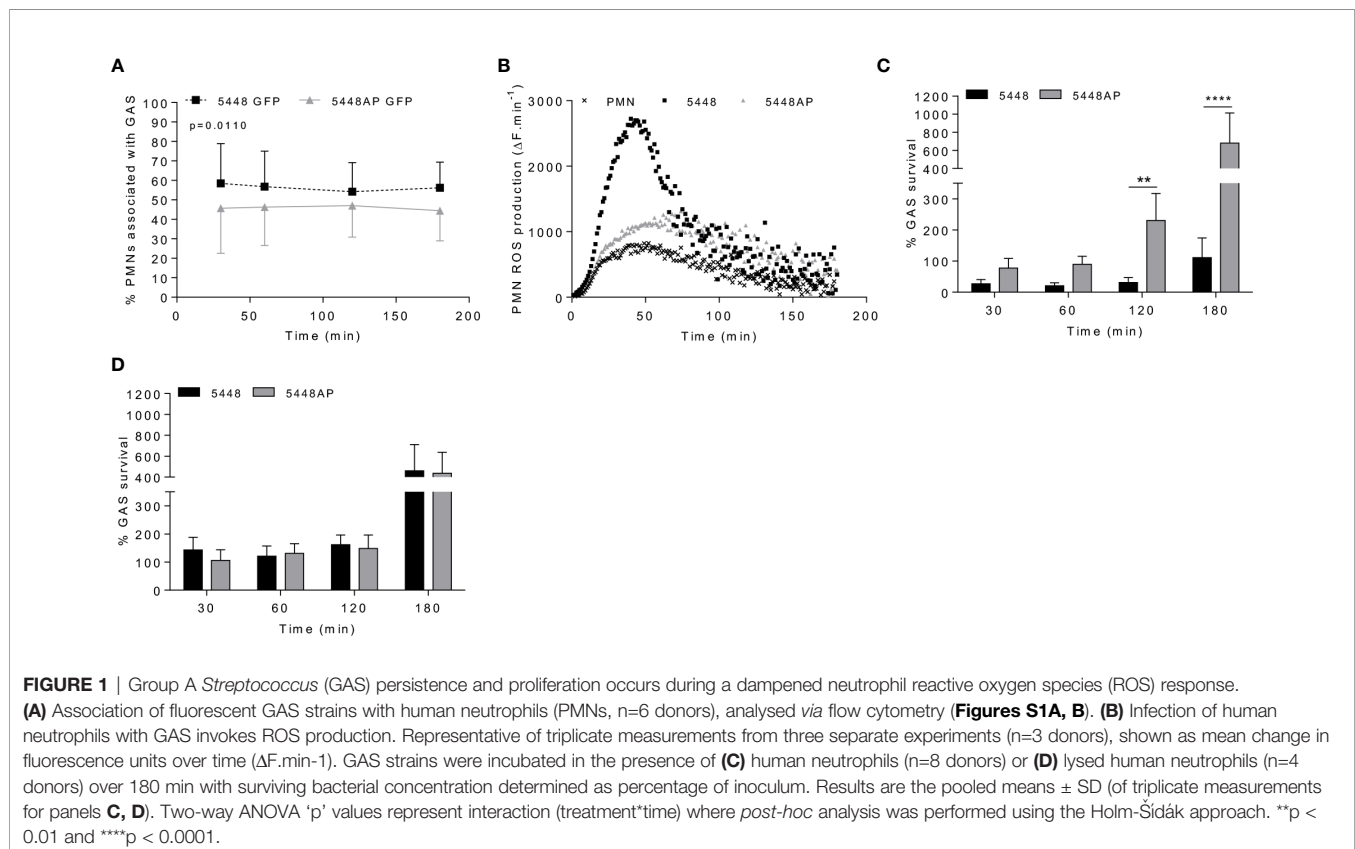 A
5448 GFP 5448AP GFP
% PMNs associated with GAS
100
90
80
70
60
50
40
30
20
10
0
p=0.0110
0 50 100 150 200
Time (min)
B
PMN 5448 5448AP
PMN ROS production (ΔF.min⁻¹)
3000
2000
1000
0
0 50 100 150 200
Time (min)
C
5448 5448AP
% GAS survival
1200
1000
800
600
400
300
200
100
0
**
****
30 60 120 180
Time (min)
D
5448 5448AP
% GAS survival
1200
1000
800
600
400
300
200
100
0
30 60 120 180
Time (min)
FIGURE 1 | Group A Streptococcus (GAS) persistence and proliferation occurs during a dampened neutrophil reactive oxygen species (ROS) response.
(A) Association of fluorescent GAS strains with human neutrophils (PMNs, n=6 donors), analysed via flow cytometry (Figures S1A, B). (B) Infection of human
neutrophils with GAS invokes ROS production. Representative of triplicate measurements from three separate experiments (n=3 donors), shown as mean change in
fluorescence units over time (ΔF.min-1). GAS strains were incubated in the presence of (C) human neutrophils (n=8 donors) or (D) lysed human neutrophils (n=4
donors) over 180 min with surviving bacterial concentration determined as percentage of inoculum. Results are the pooled means ± SD (of triplicate measurements
for panels C, D). Two-way ANOVA 'p' values represent interaction (treatment*time) where post-hoc analysis was performed using the Holm-Šídák approach. **p <
0.01 and ****p < 0.0001.